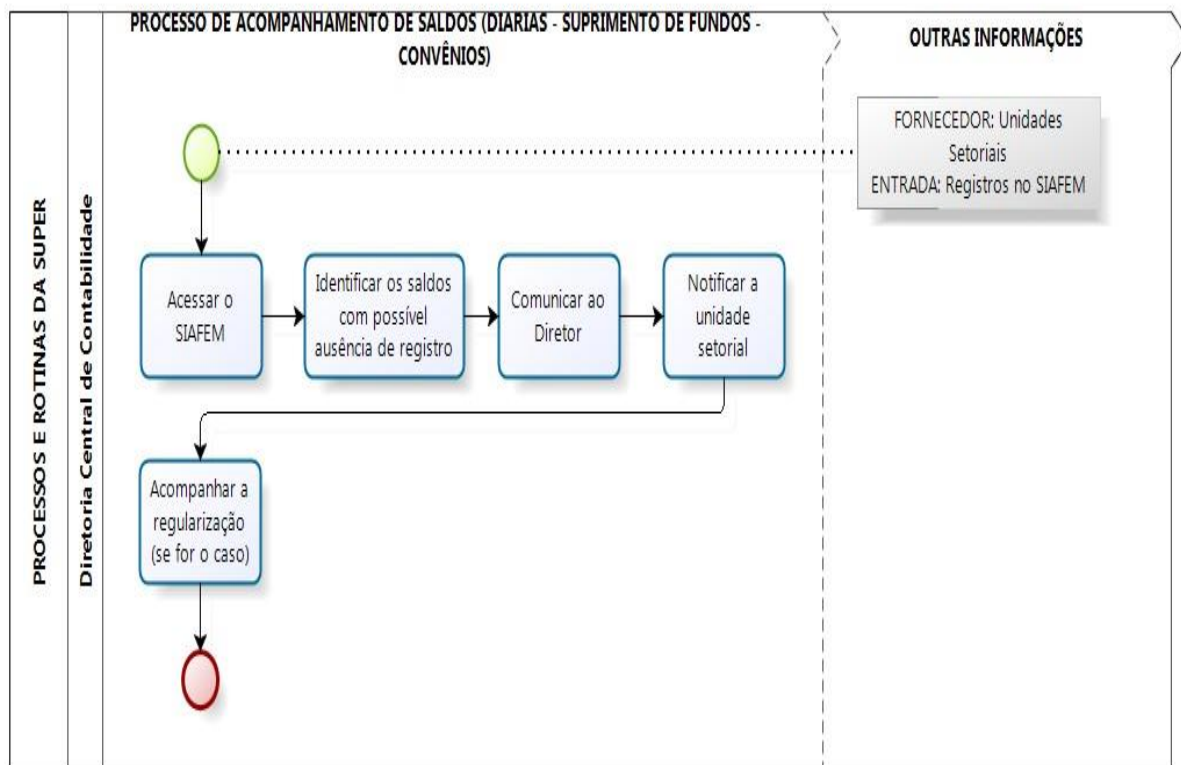 PROCESSO DE ACOMPANHAMENTO DE SALDOS (DIARIAS - SUPRIMENTO DE FUNDOS -
CONVÊNIOS)
OUTRAS INFORMAÇÕES
PROCESSOS E ROTINAS DA SUPER
Diretoria Central de Contabilidade
FORNECEDOR: Unidades
Setoriais
ENTRADA: Registros no SIAFEM
Acessar o
SIAFEM
Identificar os saldos
com possível
ausência de registro
Comunicar ao
Diretor
Notificar a
unidade
setorial
Acompanhar a
regularização
(se for o caso)